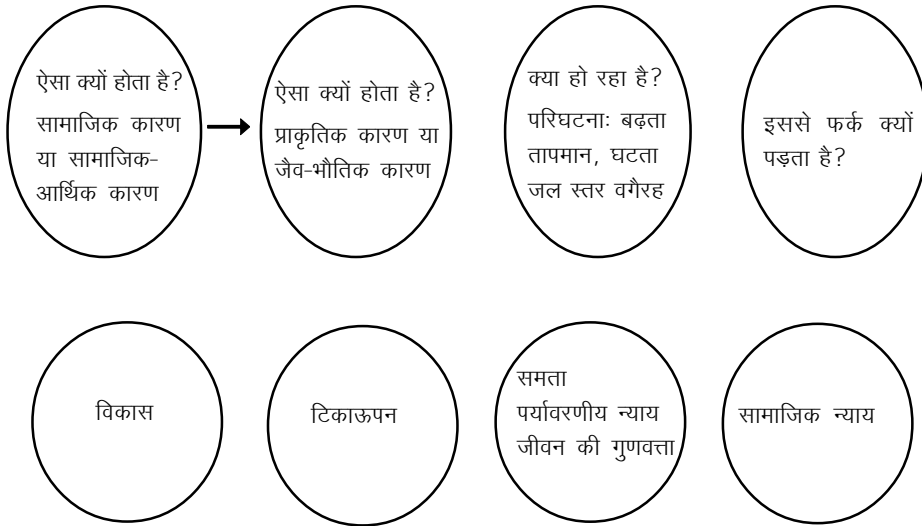 ऐसा क्यों होता है?
सामाजिक कारण
या सामाजिक-
आर्थिक कारण
ऐसा क्यों होता है?
प्राकृतिक कारण या
जैव-भौतिक कारण
क्या हो रहा है?
परिघटनाः बढ़ता
तापमान, घटता
जल स्तर वगैरह
इससे फर्क क्यों
पड़ता है?
विकास
टिकाऊपन
समता
पर्यावरणीय न्याय
जीवन की गुणवत्ता
सामाजिक न्याय